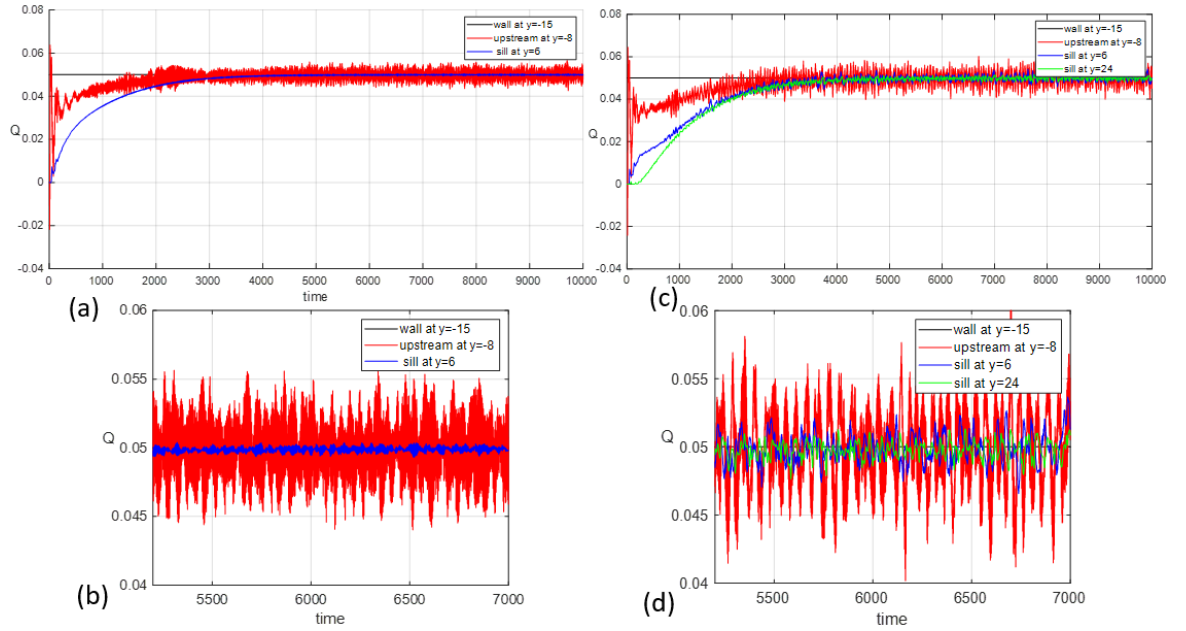 0.08
0.06
0.04
0.02
0
-0.02
-0.04
Q
wall at y=-15
upstream at y=-8
sill at y=6
0 1000 2000 3000 4000 5000 6000 7000 8000 9000 10000
time
(a)
0.08
0.06
0.04
0.02
0
-0.02
-0.04
Q
wall at y=-15
upstream at y=-8
sill at y=6
sill at y=24
0 1000 2000 3000 4000 5000 6000 7000 8000 9000 10000
(c)
0.06
0.055
0.05
0.045
0.04
Q
wall at y=-15
upstream at y=-8
sill at y=6
5500 6000 6500 7000
time
(b)
0.06
0.055
0.05
0.045
0.04
Q
wall at y=-15
upstream at y=-8
sill at y=6
sill at y=24
5500 6000 6500 7000
time
(d)